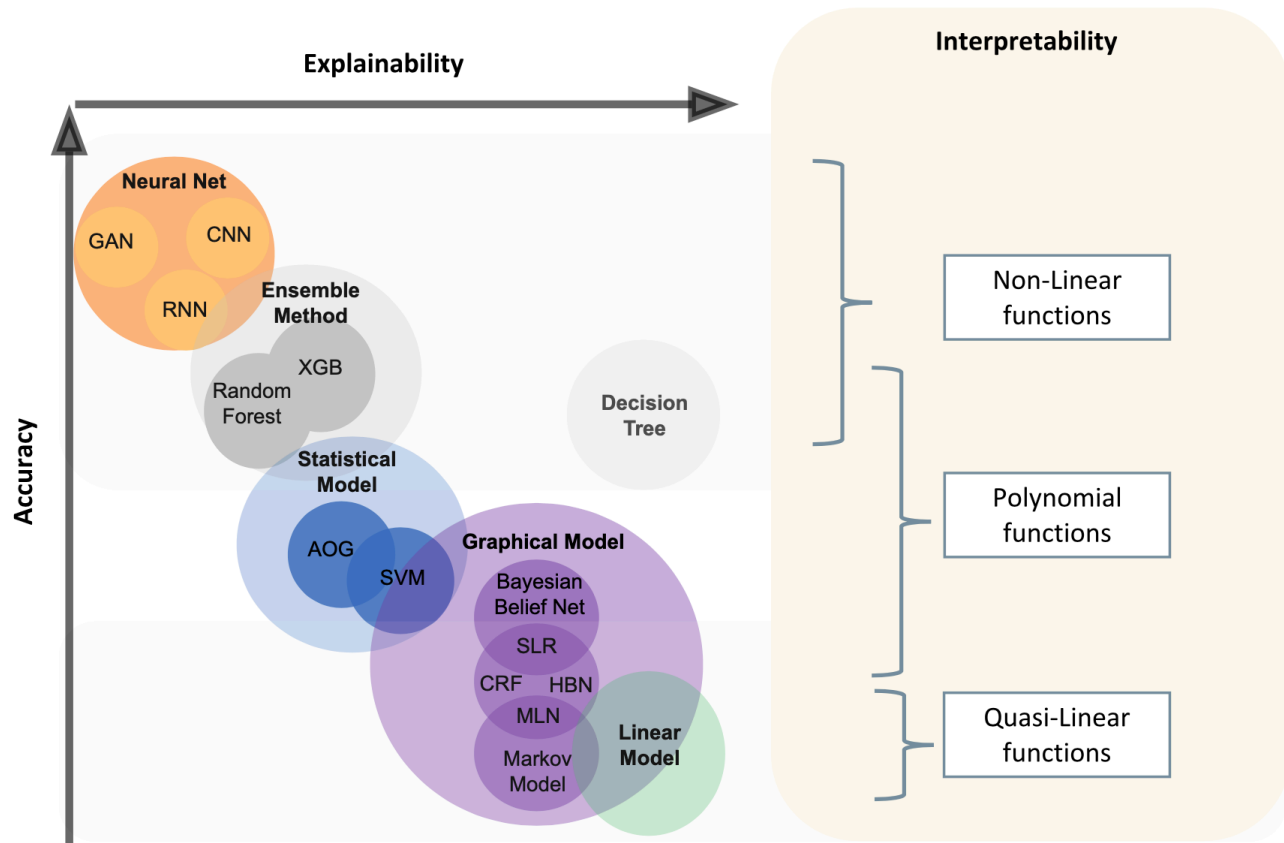 Interpretability
Explainability
Accuracy
Neural Net
GAN
CNN
RNN
Ensemble
Method
XGB
Random
Forest
Decision
Tree
Statistical
Model
AOG
SVM
Graphical Model
Bayesian
Belief Net
SLR
CRF
HBN
MLN
Markov
Model
Linear
Model
Non-Linear
functions
Polynomial
functions
Quasi-Linear
functions